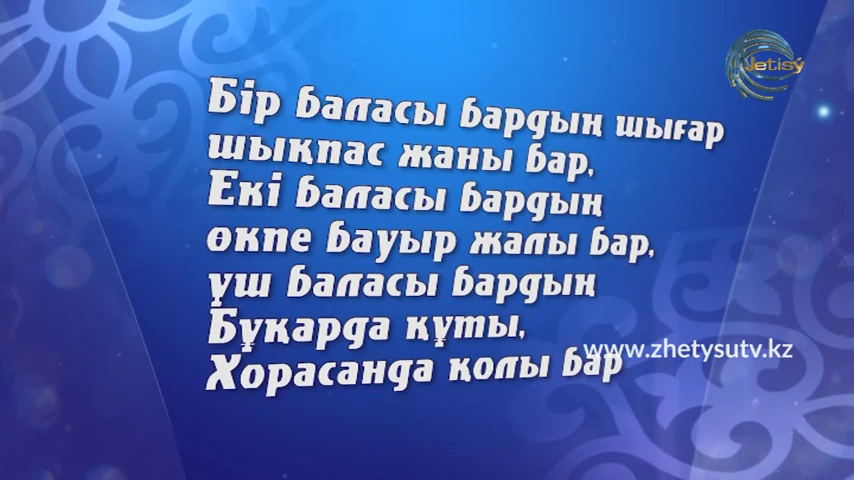 Jetisý
Бір баласы бардың шығар
шықпас жаны бар,
Екі баласы бардың
өкпе бауыр жалы бар,
үш баласы бардың
Бұқарда құты,
www.zhetysutv.kz
Хорасанда қолы бар